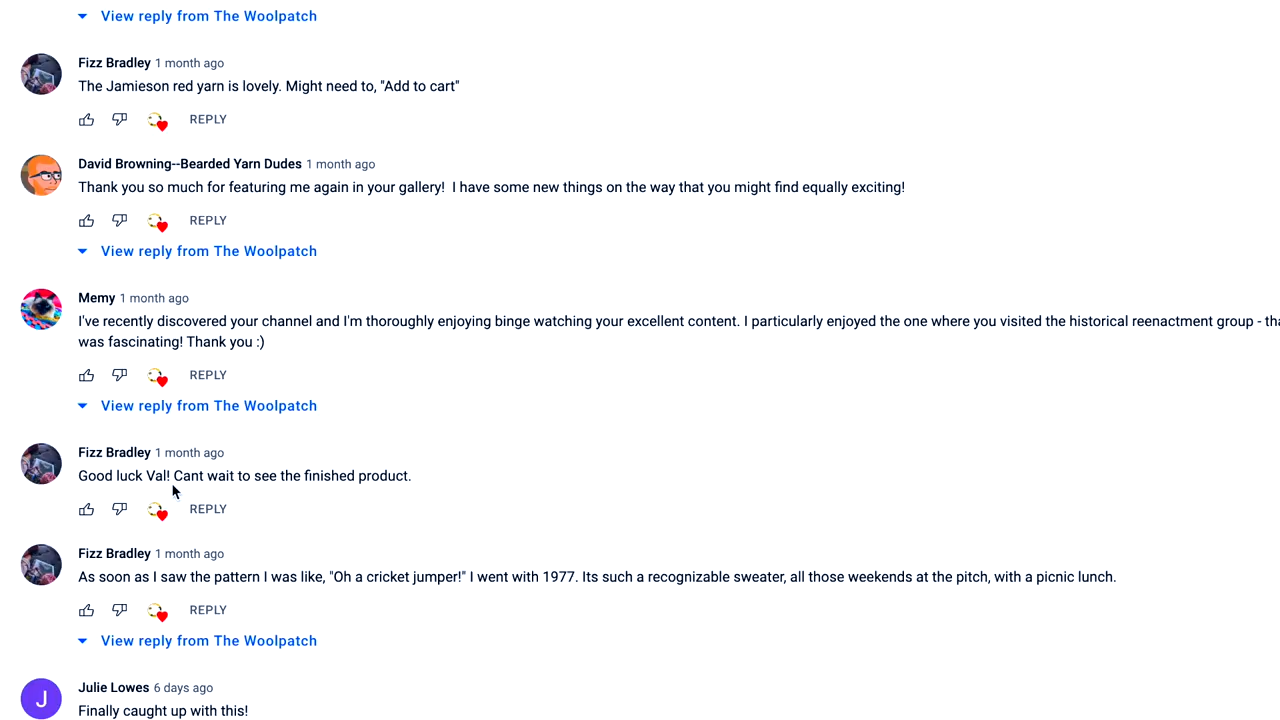 View reply from The Woolpatch
Fizz Bradley 1 month ago
The Jamieson red yarn is lovely. Might need to, "Add to cart"
REPLY
David Browning--Bearded Yarn Dudes 1 month ago
Thank you so much for featuring me again in your gallery!  I have some new things on the way that you might find equally exciting!
REPLY
View reply from The Woolpatch
Memy 1 month ago
I've recently discovered your channel and I'm thoroughly enjoying binge watching your excellent content. I particularly enjoyed the one where you visited the historical reenactment group -
was fascinating! Thank you :)
REPLY
View reply from The Woolpatch
Fizz Bradley 1 month ago
Good luck Val! Cant wait to see the finished product.
REPLY
Fizz Bradley 1 month ago
As soon as I saw the pattern I was like, "Oh a cricket jumper!" I went with 1977. Its such a recognizable sweater, all those weekends at the pitch, with a picnic lunch.
REPLY
View reply from The Woolpatch
J
Julie Lowes 6 days ago
Finally caught up with this!